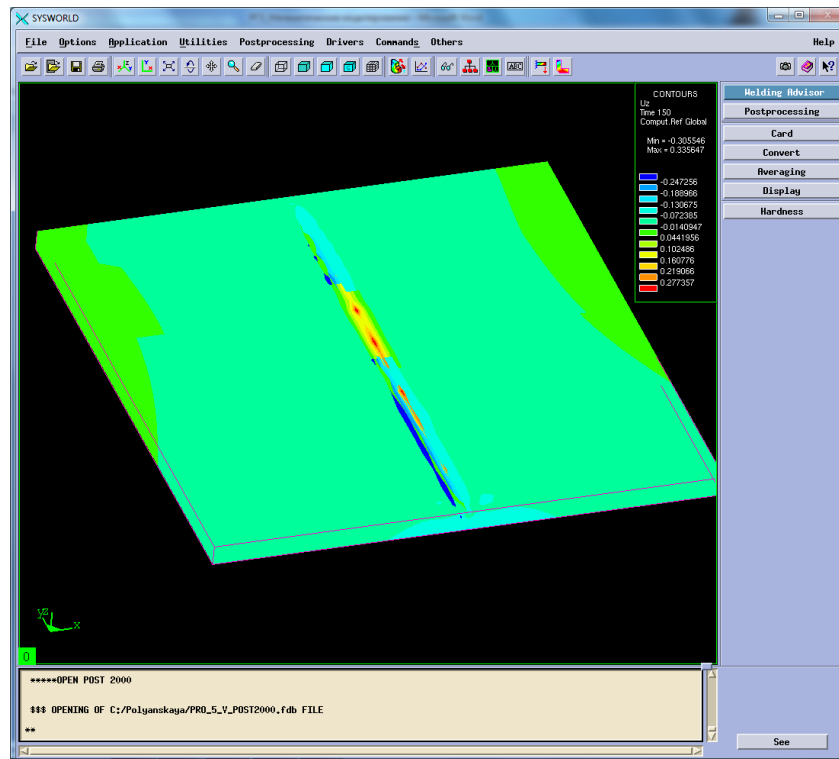 SYSWORLD
File Options Application Utilities Postprocessing Drivers Commands Others Help
CONTOURS
Uz
Time 150
Comput.Ref Global
Min = -0.305546
Max = 0.335647
-0.247256
-0.188966
-0.130675
-0.072385
-0.0140947
0.0441956
0.102486
0.160776
0.219066
0.277357
Welding Advisor
Postprocessing
Card
Convert
Averaging
Display
Hardness
yz
x
0
*****OPEN POST 2000
$$$ OPENING OF C:/Polyanskaya/PRO_5_V_POST2000.fdb FILE
**
See